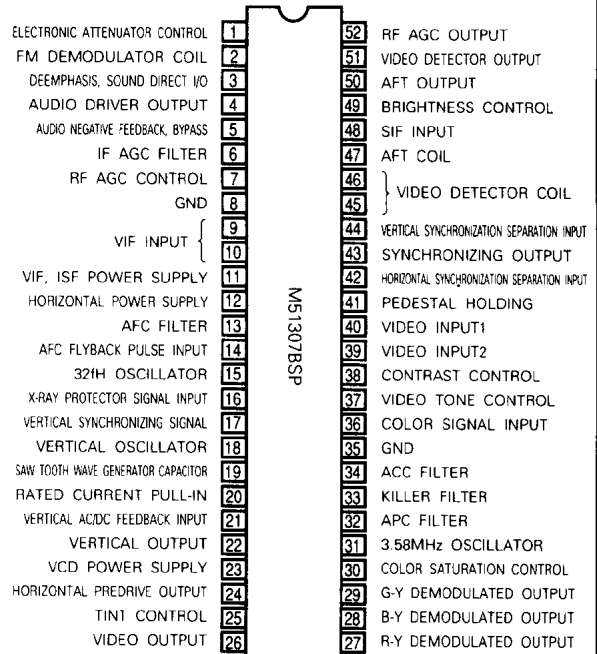 ELECTRONIC ATTENUATOR CONTROL 1
FM DEMODULATOR COIL 2
DEEMPHASIS, SOUND DIRECT I/O 3
AUDIO DRIVER OUTPUT 4
AUDIO NEGATIVE FEEDBACK, BYPASS 5
IF AGC FILTER 6
RF AGC CONTROL 7
GND 8
VIF INPUT 9
10
VIF, ISF POWER SUPPLY 11
HORIZONTAL POWER SUPPLY 12
AFC FILTER 13
AFC FLYBACK PULSE INPUT 14
32fH OSCILLATOR 15
X-RAY PROTECTOR SIGNAL INPUT 16
VERTICAL SYNCHRONIZING SIGNAL 17
VERTICAL OSCILLATOR 18
SAW TOOTH WAVE GENERATOR CAPACITOR 19
RATED CURRENT PULL-IN 20
VERTICAL AC/DC FEEDBACK INPUT 21
VERTICAL OUTPUT 22
VCD POWER SUPPLY 23
HORIZONTAL PREDRIVE OUTPUT 24
TINT CONTROL 25
VIDEO OUTPUT 26
M51307BSP
52 RF AGC OUTPUT
51 VIDEO DETECTOR OUTPUT
50 AFT OUTPUT
49 BRIGHTNESS CONTROL
48 SIF INPUT
47 AFT COIL
46 VIDEO DETECTOR COIL
45
44 VERTICAL SYNCHRONIZATION SEPARATION INPUT
43 SYNCHRONIZING OUTPUT
42 HORIZONTAL SYNCHRONIZATION SEPARATION INPUT
41 PEDESTAL HOLDING
40 VIDEO INPUT1
39 VIDEO INPUT2
38 CONTRAST CONTROL
37 VIDEO TONE CONTROL
36 COLOR SIGNAL INPUT
35 GND
34 ACC FILTER
33 KILLER FILTER
32 APC FILTER
31 3.58MHz OSCILLATOR
30 COLOR SATURATION CONTROL
29 G-Y DEMODULATED OUTPUT
28 B-Y DEMODULATED OUTPUT
27 R-Y DEMODULATED OUTPUT